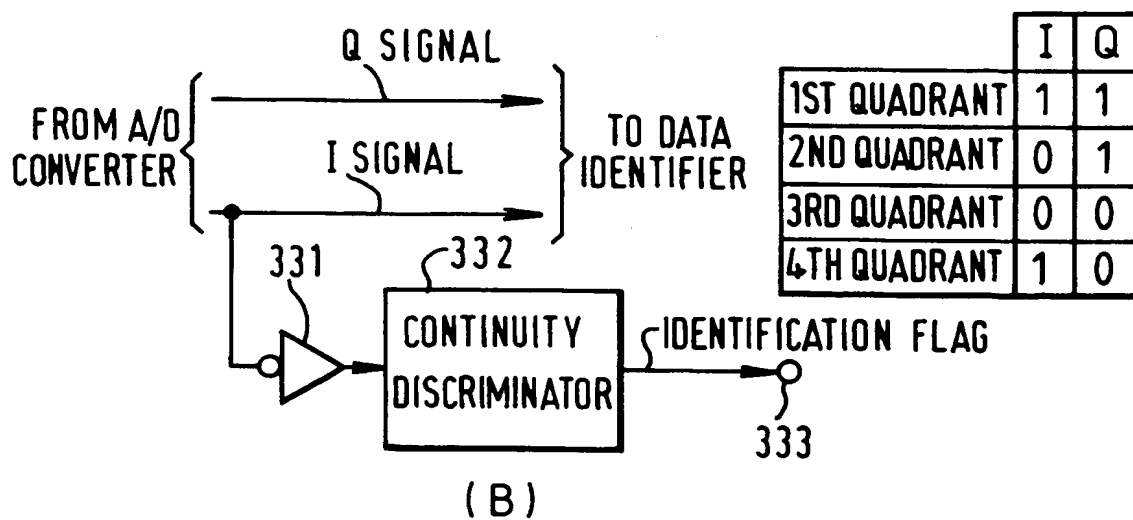 Q SIGNAL
FROM A/D
CONVERTER
I SIGNAL
TO DATA
IDENTIFIER
331
332
CONTINUITY
DISCRIMINATOR
IDENTIFICATION FLAG
333
(B)
I Q
1ST QUADRANT 1 1
2ND QUADRANT 0 1
3RD QUADRANT 0 0
4TH QUADRANT 1 0